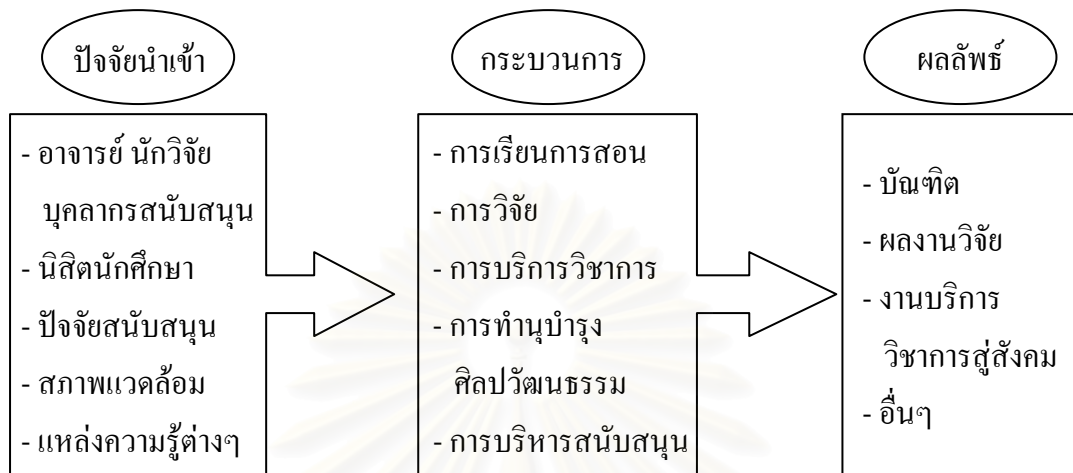 ปัจจัยนำเข้า
- อาจารย์ นักวิจัย
บุคลากรสนับสนุน
- นิสิตนักศึกษา
- ปัจจัยสนับสนุน
- สภาพแวดล้อม
- แหล่งความรู้ต่างๆ
กระบวนการ
- การเรียนการสอน
- การวิจัย
- การบริการวิชาการ
- การทำนุบำรุง
ศิลปวัฒนธรรม
- การบริหารสนับสนุน
ผลลัพธ์
- บัณฑิต
- ผลงานวิจัย
- งานบริการ
วิชาการสู่สังคม
- อื่นๆ